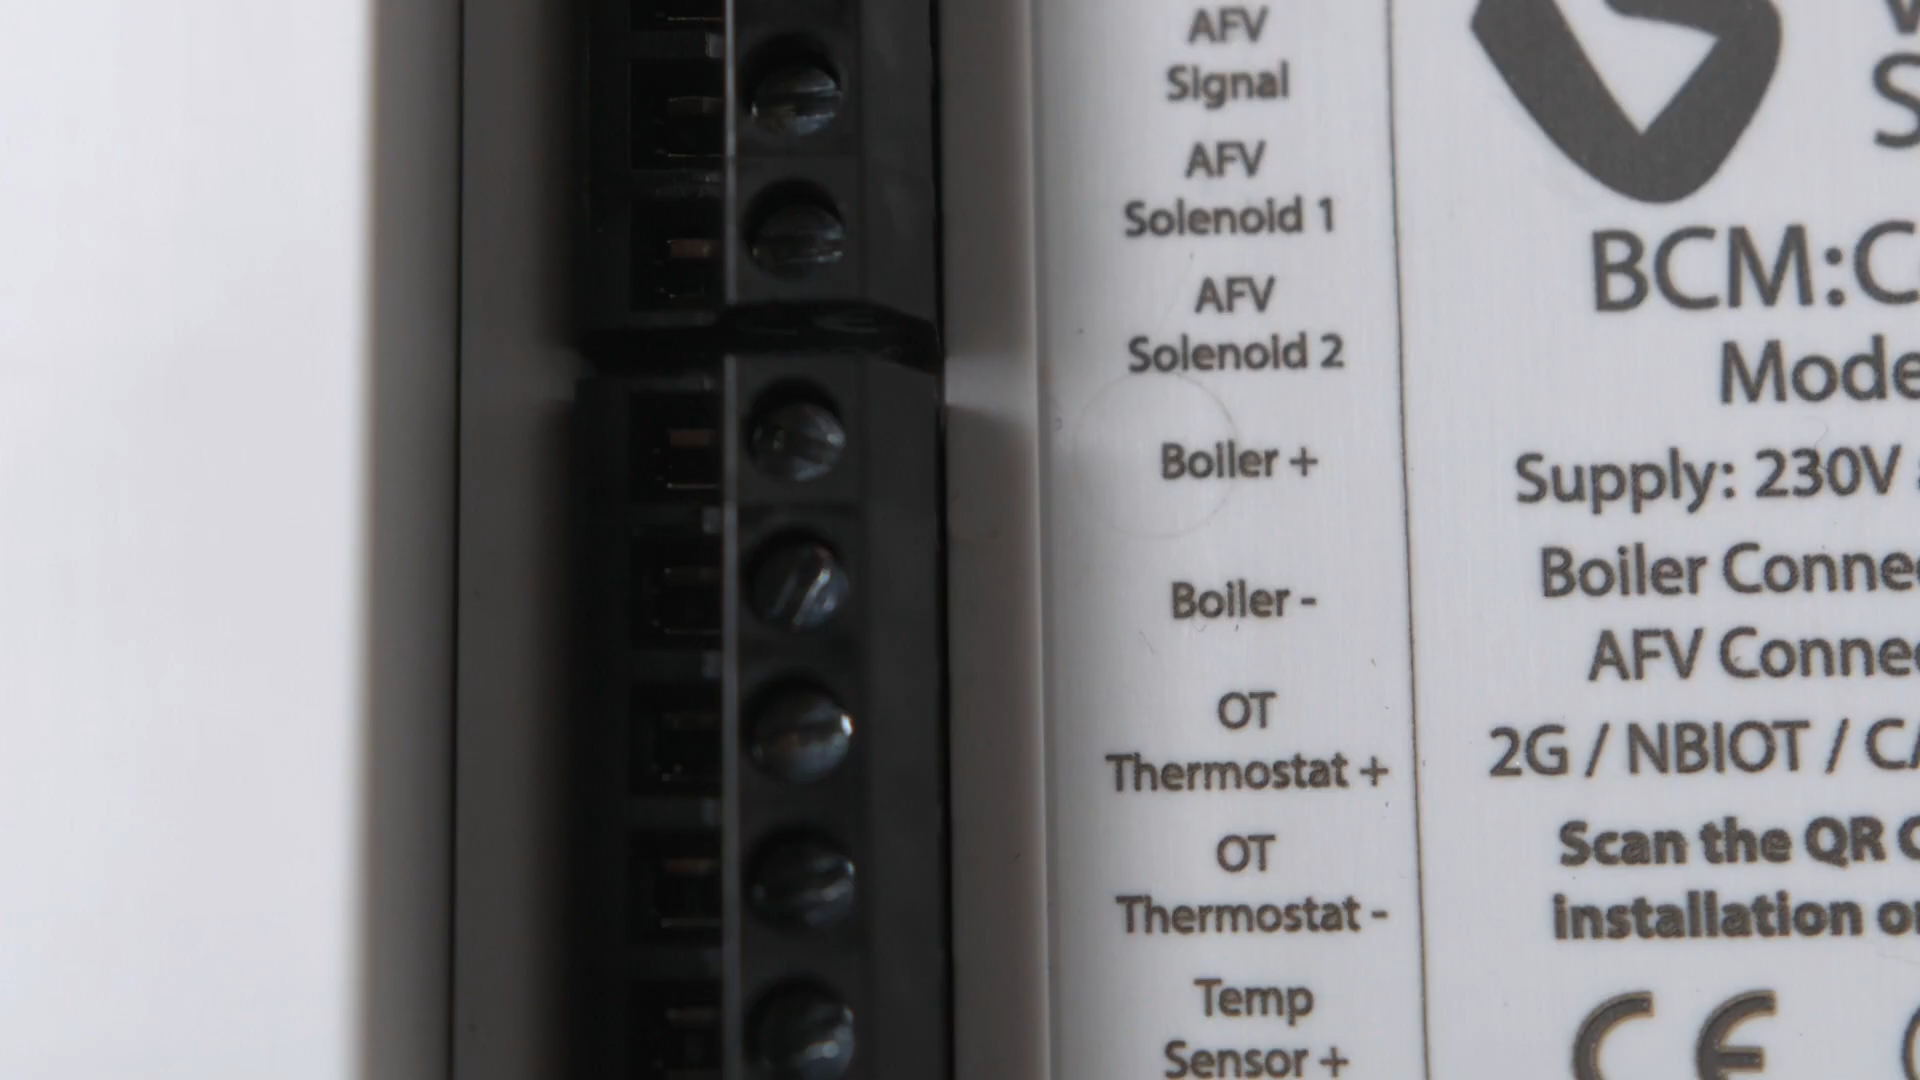 AFV
Signal
AFV
Solenoid 1
AFV
Solenoid 2
Boiler +
Boiler -
OT
Thermostat +
OT
Thermostat -
Temp
Sensor +
BCM:C
Mode
Supply: 230V
Boiler Conne
AFV Conne
2G / NBIOT / CA
Scan the QR C
installation o
CE